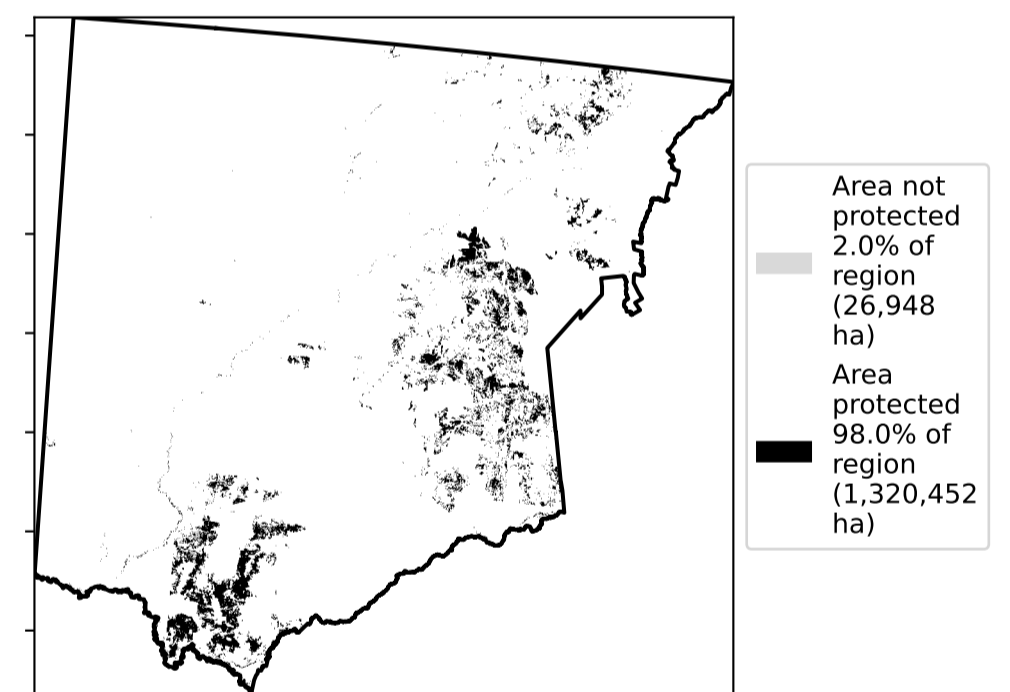 Area not
protected
2.0% of
region
(26,948
ha)
Area
protected
98.0% of
region
(1,320,452
ha)